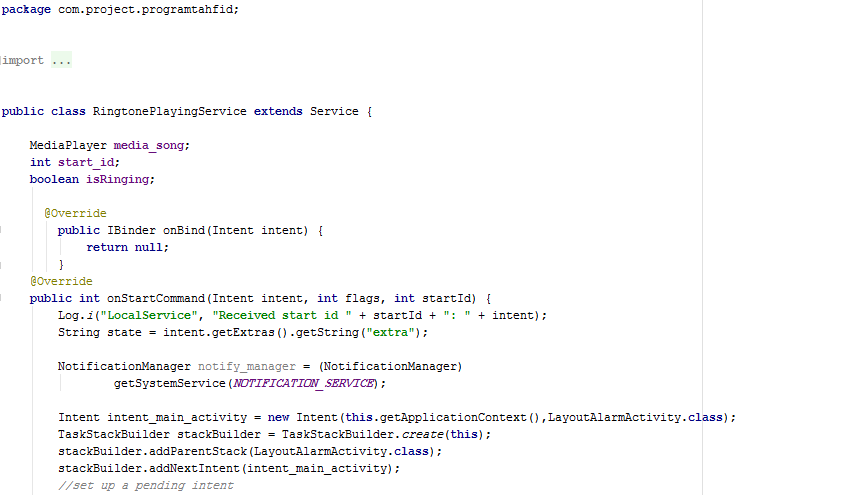 package com.project.programtahfid;
import ...
public class RingtonePlayingService extends Service {
MediaPlayer media_song;
int start_id;
boolean isRinging;
@Override
public IBinder onBind(Intent intent) {
return null;
}
@Override
public int onStartCommand(Intent intent, int flags, int startId) {
Log.i("LocalService", "Received start id " + startId + ": " + intent);
String state = intent.getExtras().getString("extra");
NotificationManager notify_manager = (NotificationManager)
getSystemService(NOTIFICATION_SERVICE);
Intent intent_main_activity = new Intent(this.getApplicationContext(),LayoutAlarmActivity.class);
TaskStackBuilder stackBuilder = TaskStackBuilder.create(this);
stackBuilder.addParentStack(LayoutAlarmActivity.class);
stackBuilder.addNextIntent(intent_main_activity);
//set up a pending intent